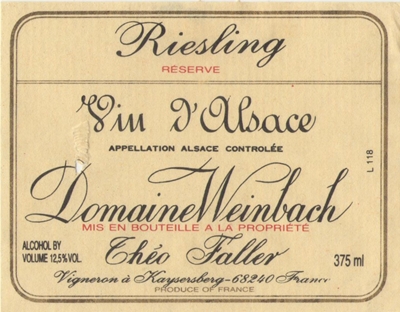 Riesling
RÉSERVE
Vin d'Alsace
APPELLATION ALSACE CONTROLÉE
L 118
Domaine Weinbach
MIS EN BOUTEILLE A LA PROPRIÉTÉ
ALCOHOL BY
VOLUME 12,5% VOL.
Théo Faller
375 ml
Vigneron à Kaysersberg-68240 France
PRODUCE OF FRANCE